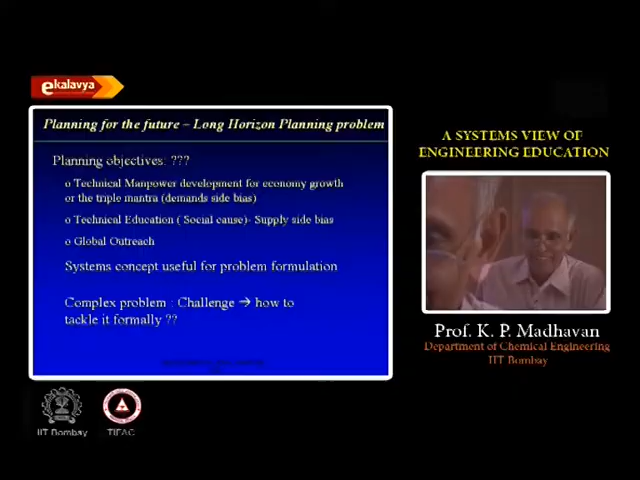 ekalavya
Planning for the future – Long Horizon Planning problem
Planning objectives: ???
o Technical Manpower development for economy growth
or the triple mantra (demands side bias)
o Technical Education ( Social cause)- Supply side bias
o Global Outreach
Systems concept useful for problem formulation
Complex problem : Challenge → how to
tackle it formally ??
A SYSTEMS VIEW OF
ENGINEERING EDUCATION
Prof. K. P. Madhavan
Department of Chemical Engineering
IIT Bombay
IIT Bombay
TIFAC